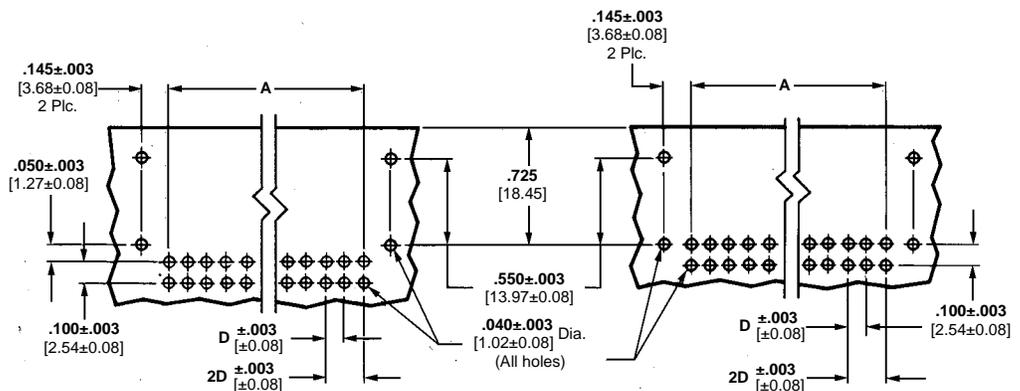 .145±.003
[3.68±0.08]
2 Plc.
A
.050±.003
[1.27±0.08]
.100±.003
[2.54±0.08]
D ±.003
[±0.08]
2D ±.003
[±0.08]
.725
[18.45]
.550±.003
[13.97±0.08]
.040±.003
[1.02±0.08] Dia.
(All holes)
.145±.003
[3.68±0.08]
2 Plc.
A
.100±.003
[2.54±0.08]
D ±.003
[±0.08]
2D ±.003
[±0.08]